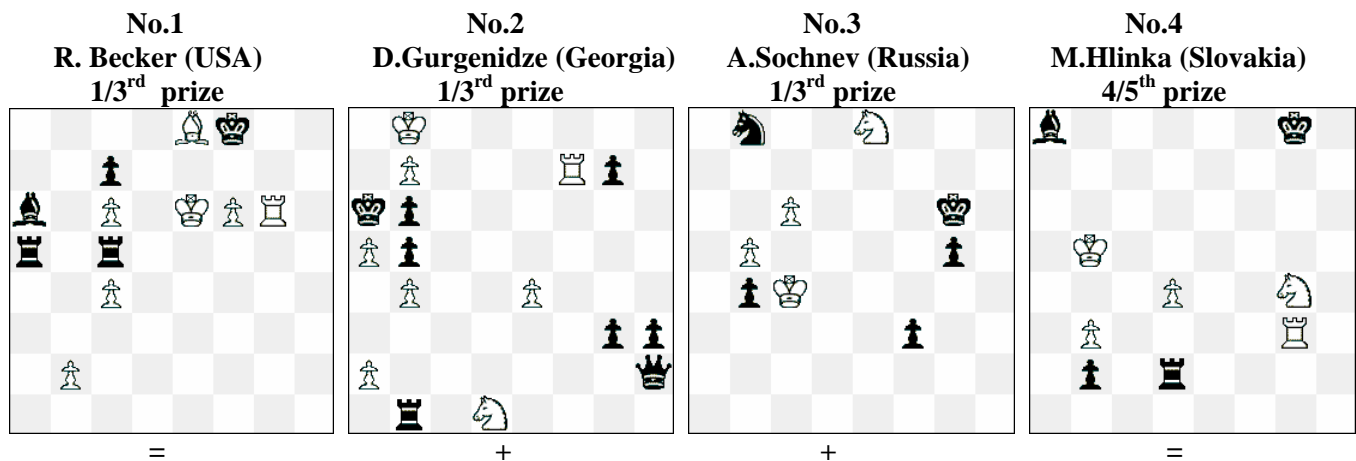 No.1
R. Becker (USA)
1/3rd prize
=
No.2
D.Gurgenidze (Georgia)
1/3rd prize
+
No.3
A.Sochnev (Russia)
1/3rd prize
+
No.4
M.Hlinka (Slovakia)
4/5th prize
=